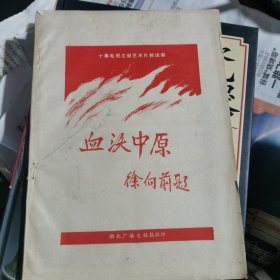 十集电视文献艺术片解说词
血决中原
徐向前题
湖北广播电视报社印